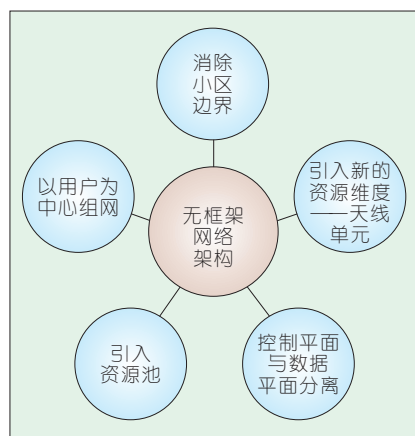 消除
小区
边界
以用户为
中心组网
引入新的
资源维度
——天线
单元
无框架
网络
架构
引入
资源池
控制平面
与数据
平面分离